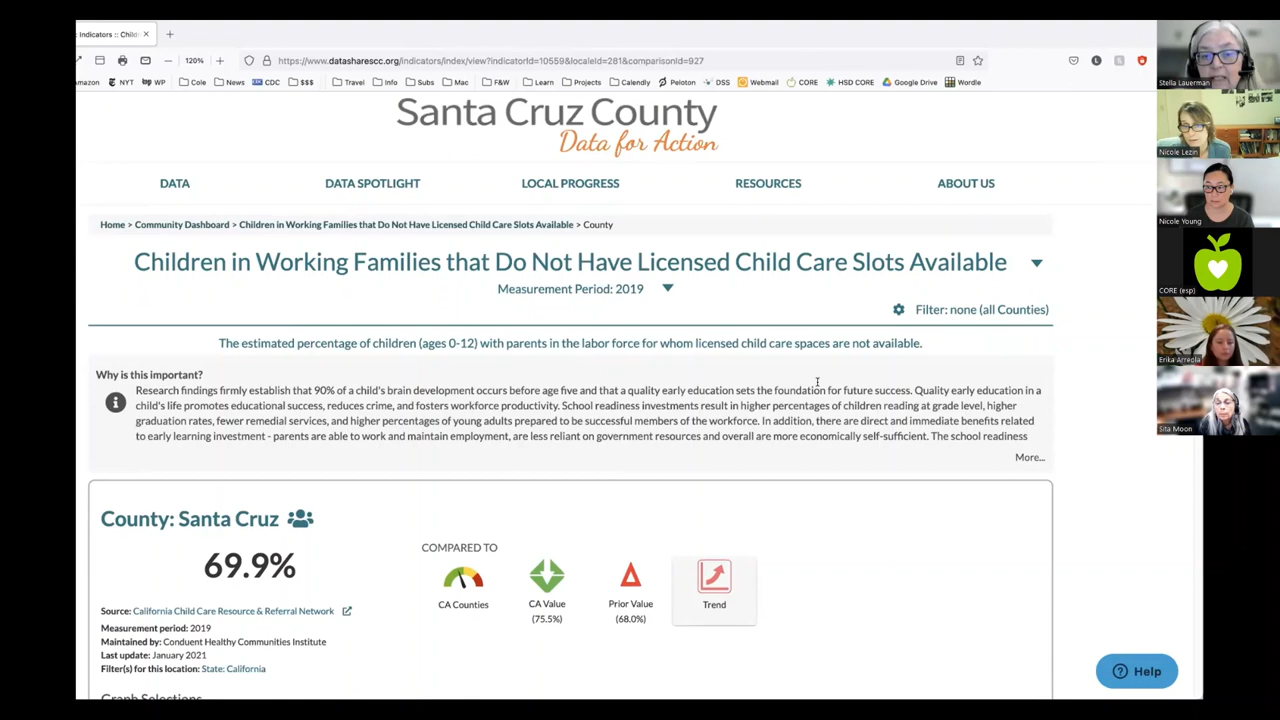 : Indicators :: Childr
120%
https://www.datasharescc.org/indicators/index/view?indicatorId=10559&localeId=281&comparisonId=927
mazon NYT WP Cole News CDC $$$ Travel Info Subs Mac F&W Learn Projects Calendly Peloton DSS Webmail CORE HSD CORE Google Drive Wordle
Santa Cruz County
Data for Action
DATA DATA SPOTLIGHT LOCAL PROGRESS RESOURCES ABOUT US
Home > Community Dashboard > Children in Working Families that Do Not Have Licensed Child Care Slots Available > County
Children in Working Families that Do Not Have Licensed Child Care Slots Available
Measurement Period: 2019
Filter: none (all Counties)
The estimated percentage of children (ages 0-12) with parents in the labor force for whom licensed child care spaces are not available.
Why is this important?
Research findings firmly establish that 90% of a child's brain development occurs before age five and that a quality early education sets the foundation for future success. Quality early education in a
child's life promotes educational success, reduces crime, and fosters workforce productivity. School readiness investments result in higher percentages of children reading at grade level, higher
graduation rates, fewer remedial services, and higher percentages of young adults prepared to be successful members of the workforce. In addition, there are direct and immediate benefits related
to early learning investment - parents are able to work and maintain employment, are less reliant on government resources and overall are more economically self-sufficient. The school readiness
More...
County: Santa Cruz
69.9%
Source: California Child Care Resource & Referral Network
Measurement period: 2019
Maintained by: Conduent Healthy Communities Institute
Last update: January 2021
Filter(s) for this location: State: California
COMPARED TO
CA Counties
CA Value
(75.5%)
Prior Value
(68.0%)
Trend
Graph Selections
Help
Stella Lauerman
Nicole Lezin
Nicole Young
CORE (esp)
Erika Arreola
Sita Moon